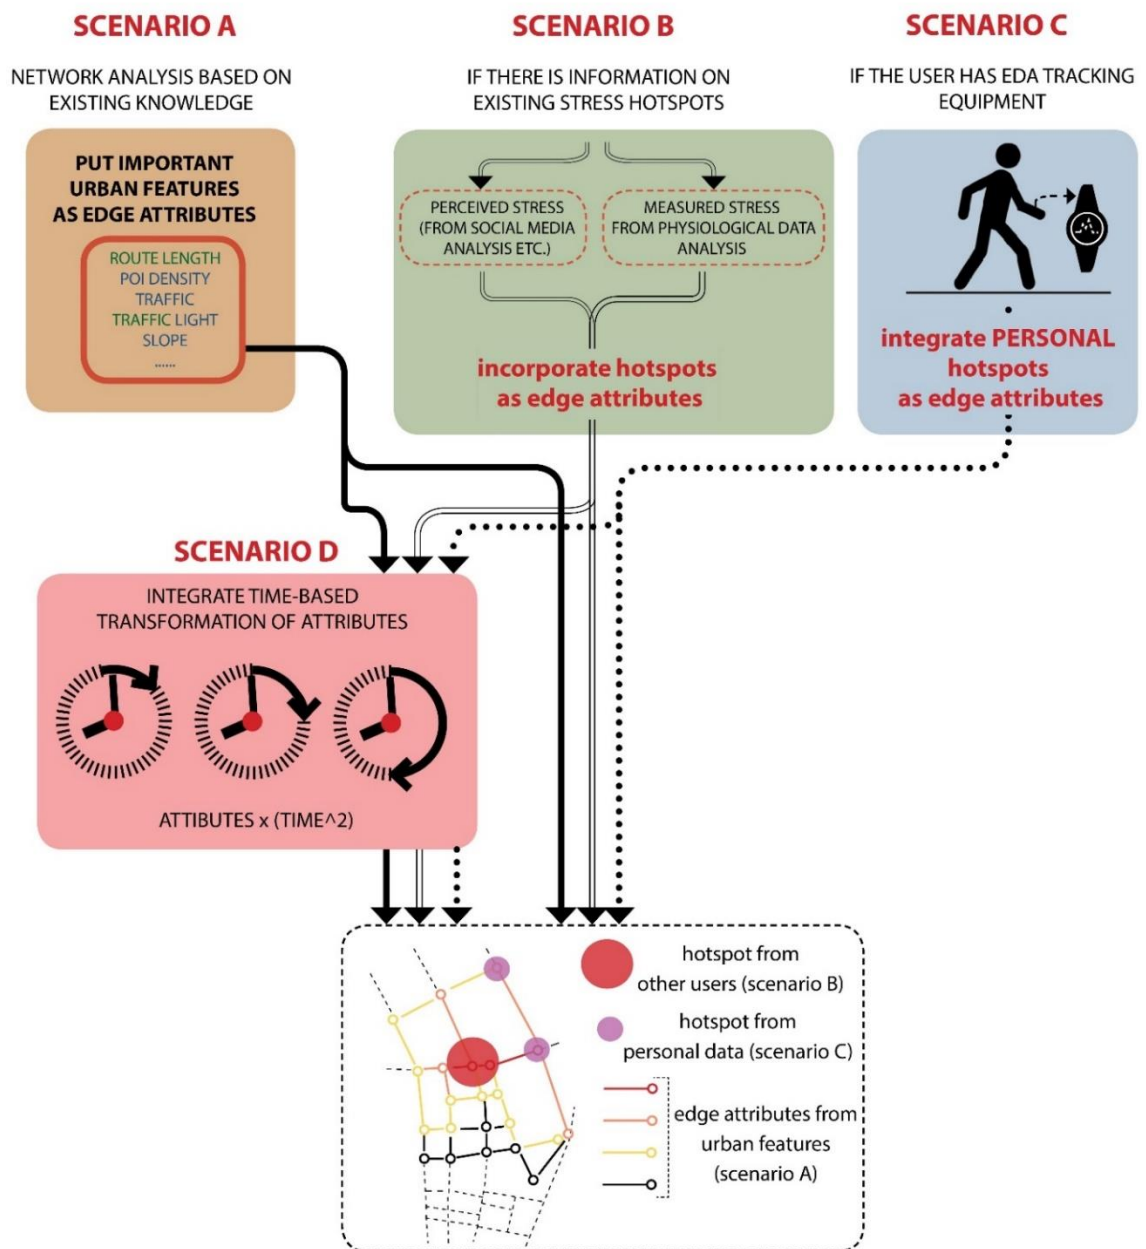 SCENARIO A
NETWORK ANALYSIS BASED ON
EXISTING KNOWLEDGE
PUT IMPORTANT
URBAN FEATURES
AS EDGE ATTRIBUTES
ROUTE LENGTH
POI DENSITY
TRAFFIC
TRAFFIC LIGHT
SLOPE
......
SCENARIO B
IF THERE IS INFORMATION ON
EXISTING STRESS HOTSPOTS
PERCEIVED STRESS
(FROM SOCIAL MEDIA
ANALYSIS ETC.)
MEASURED STRESS
FROM PHYSIOLOGICAL DATA
ANALYSIS
incorporate hotspots
as edge attributes
SCENARIO C
IF THE USER HAS EDA TRACKING
EQUIPMENT
integrate PERSONAL
hotspots
as edge attributes
SCENARIO D
INTEGRATE TIME-BASED
TRANSFORMATION OF ATTRIBUTES
ATTIBUTES x (TIME^2)
hotspot from
other users (scenario B)
hotspot from
personal data (scenario C)
edge attributes from
urban features
(scenario A)